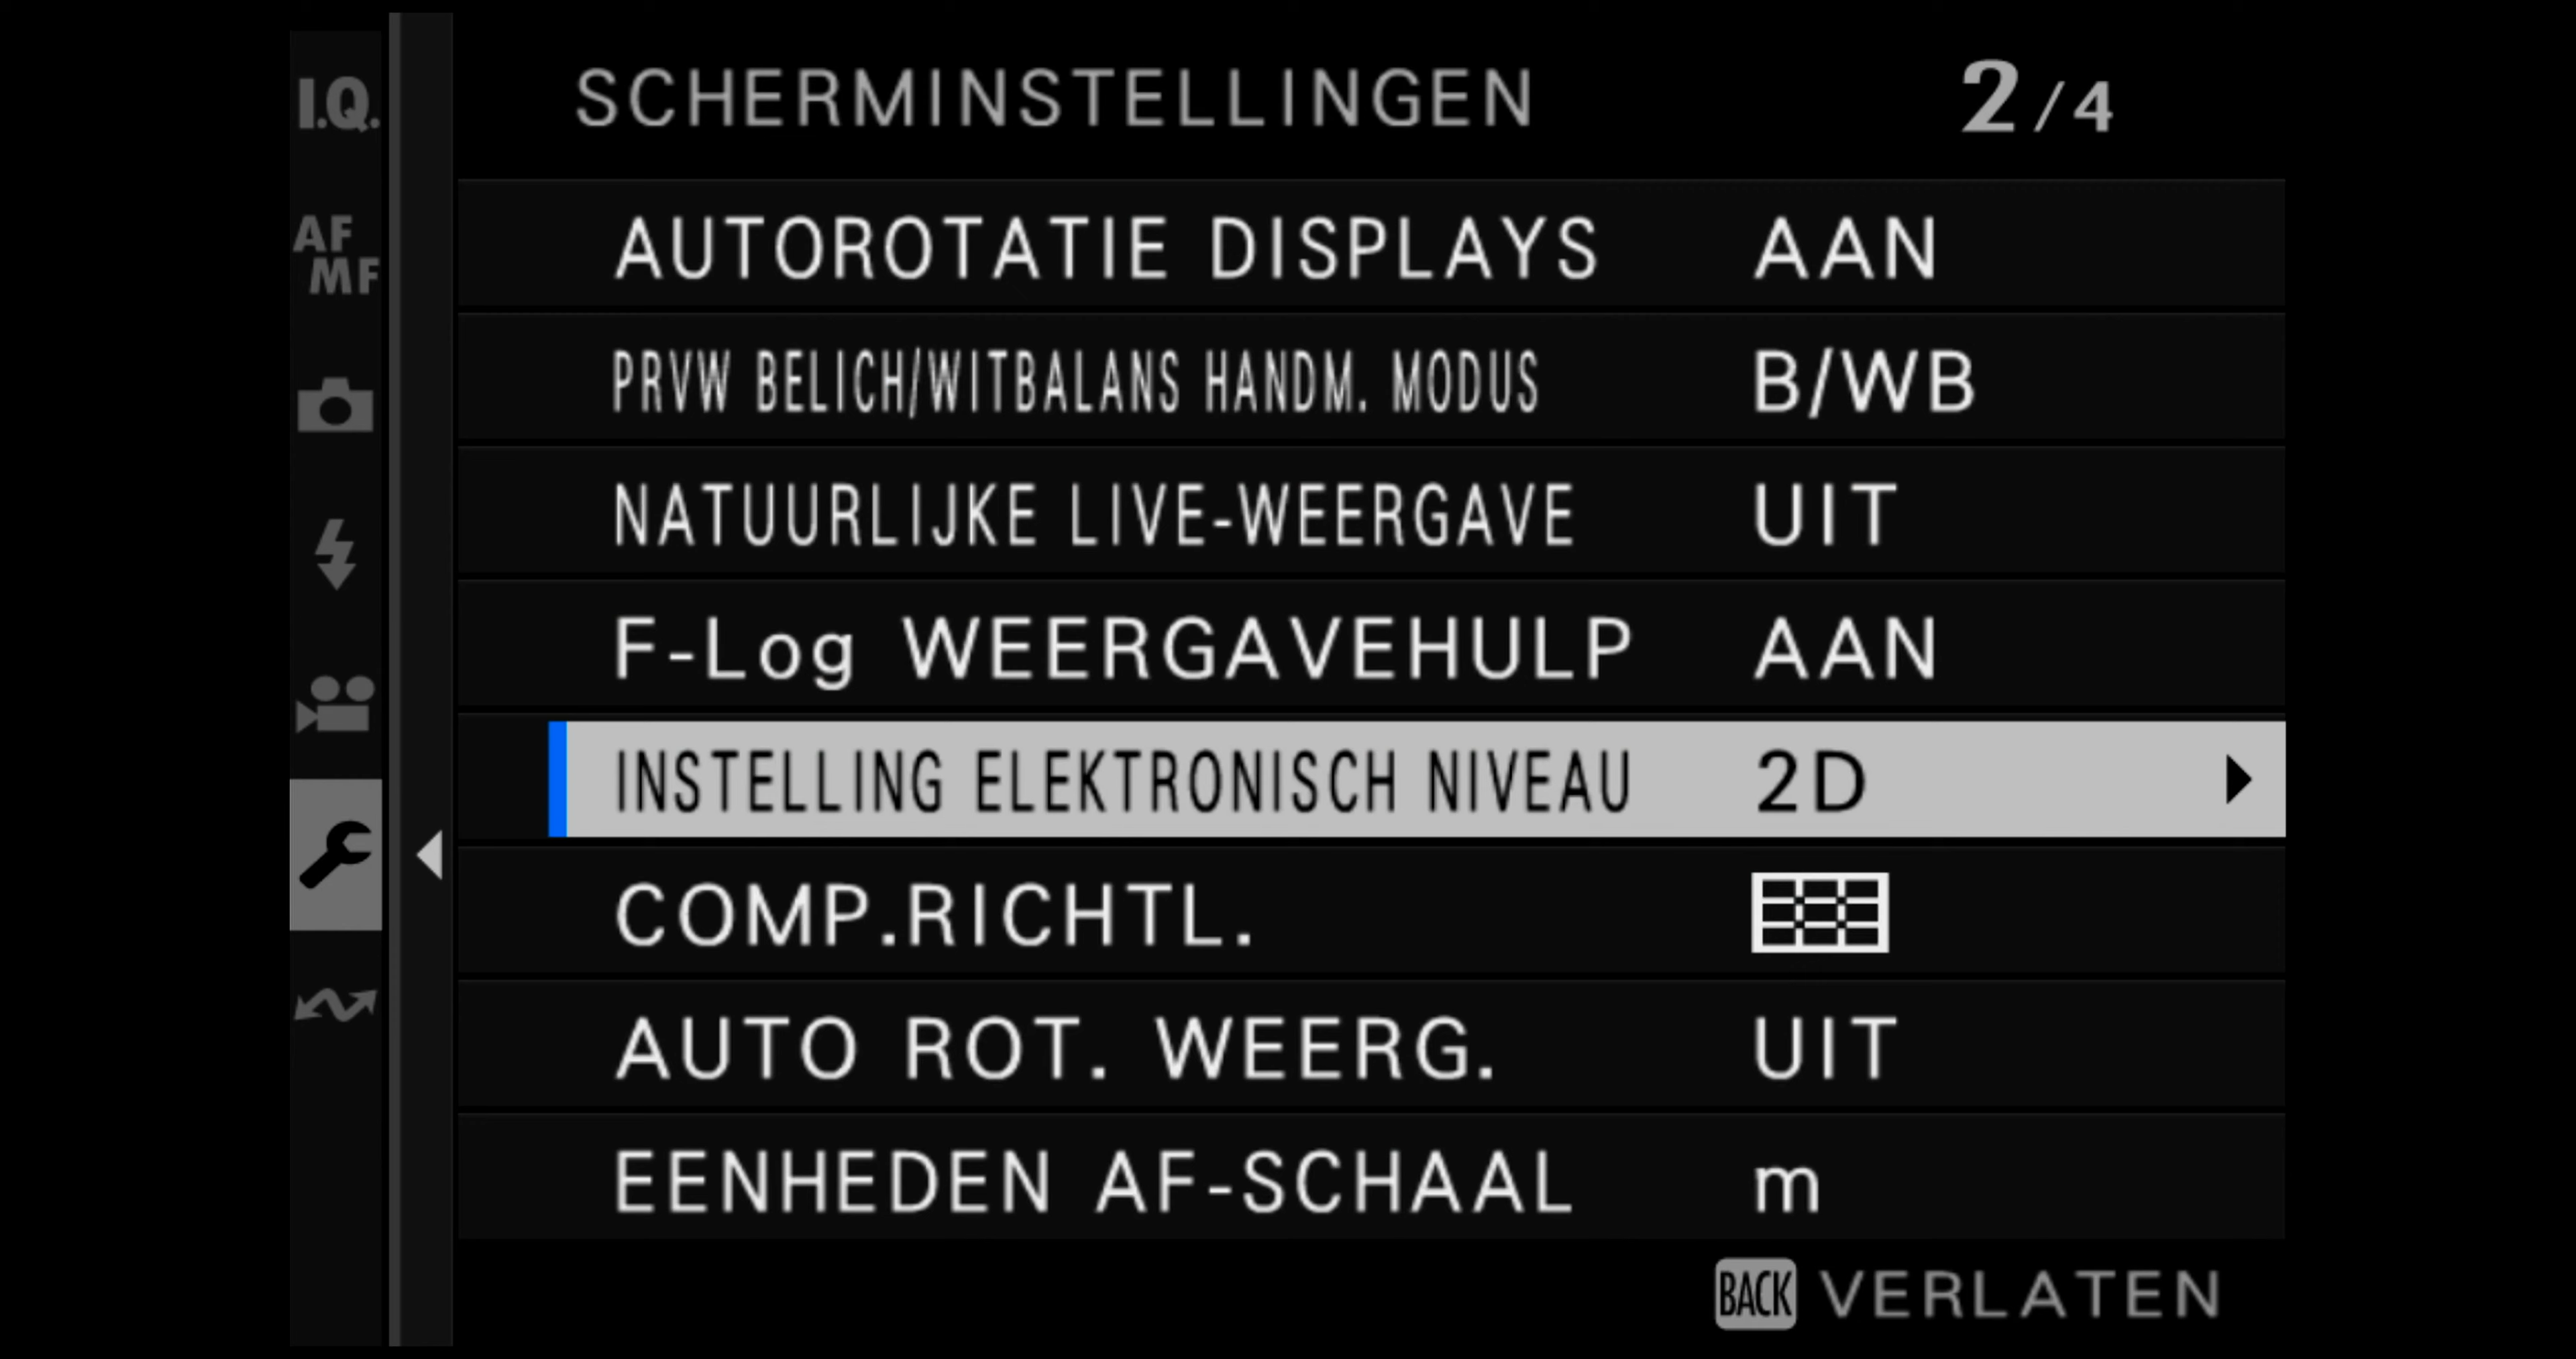 SCHERMINSTELLINGEN 2/4
I.Q.
AUTOROTATIE DISPLAYS AAN
AF
MF
PRVW BELICH/WITBALANS HANDM. MODUS B/WB
NATUURLIJKE LIVE-WEERGAVE UIT
F-Log WEERGAVEHULP AAN
INSTELLING ELEKTRONISCH NIVEAU 2D
COMP.RICHTL.
AUTO ROT. WEERG. UIT
EENHEDEN AF-SCHAAL m
BACK VERLATEN